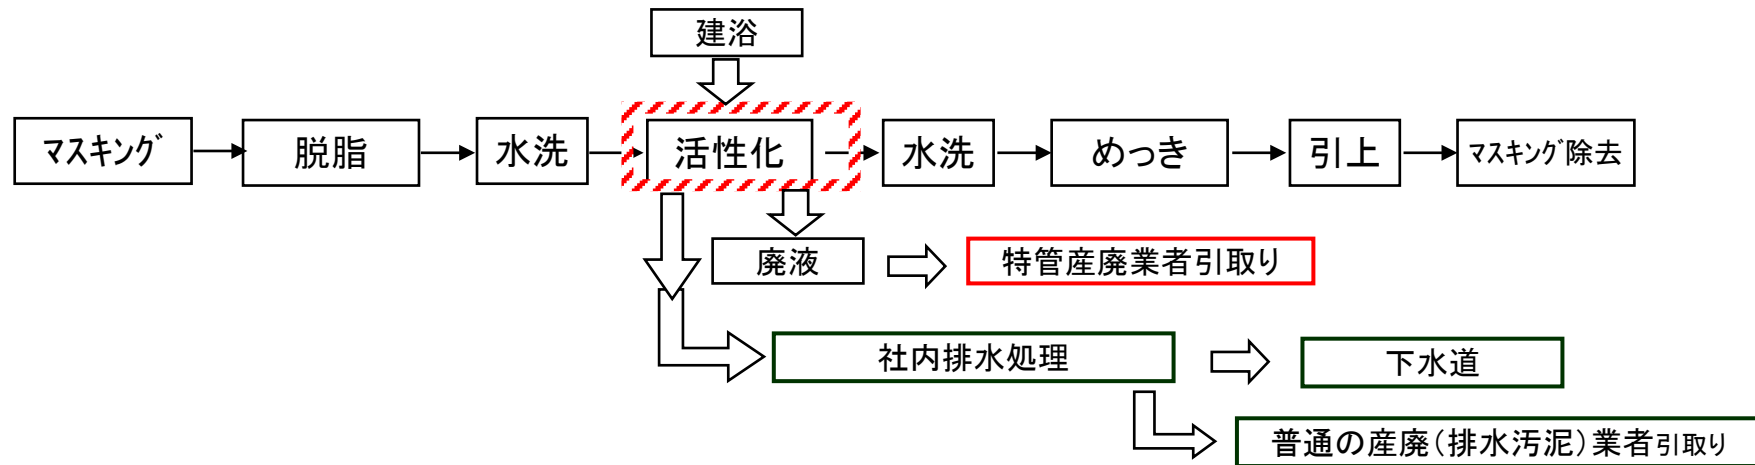 建浴
マスキング
脱脂
水洗
活性化
水洗
めっき
引上
マスキング除去
廃液
特管産廃業者引取り
社内排水処理
下水道
普通の産廃(排水汚泥)業者引取り